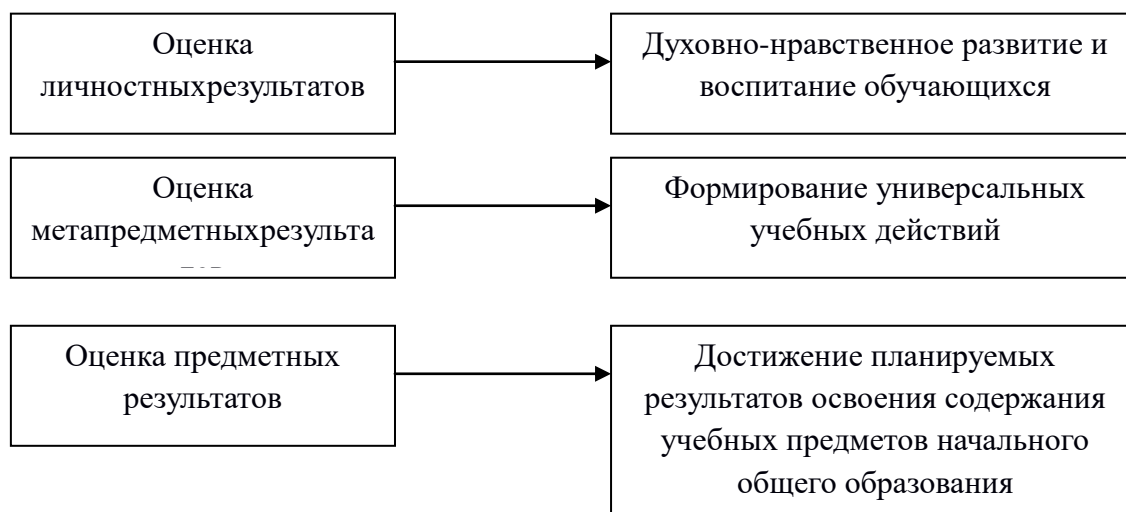 Оценка
личностныхрезультатов
Духовно-нравственное развитие и
воспитание обучающихся
Оценка
метапредметныхрезульта
Формирование универсальных
учебных действий
Оценка предметных
результатов
Достижение планируемых
результатов освоения содержания
учебных предметов начального
общего образования